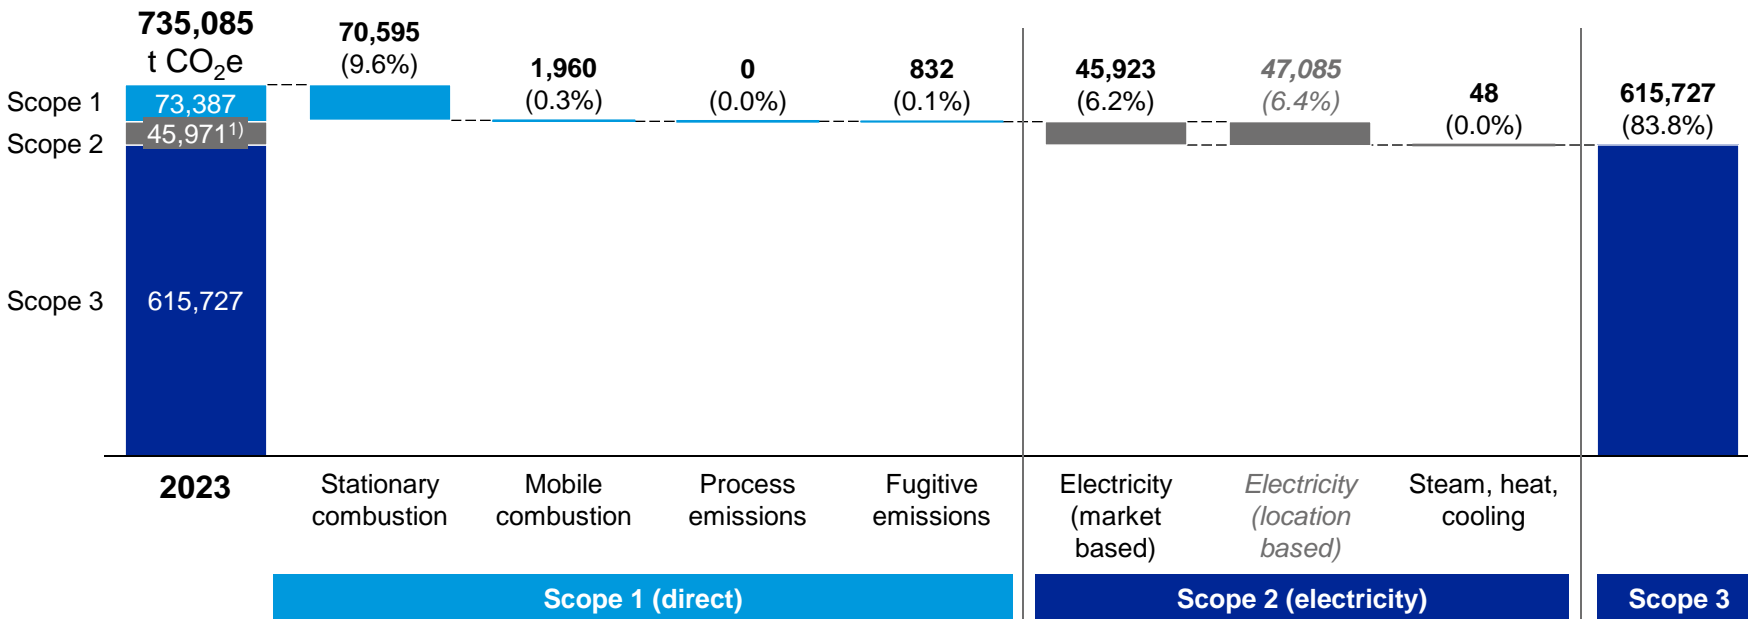 735,085
t CO₂e
Scope 1
73,387
Scope 2
45,971¹⁾
Scope 3
615,727
70,595
(9.6%)
1,960
(0.3%)
0
(0.0%)
832
(0.1%)
45,923
(6.2%)
47,085
(6.4%)
48
(0.0%)
615,727
(83.8%)
2023
Stationary
combustion
Mobile
combustion
Process
emissions
Fugitive
emissions
Electricity
(market
based)
Electricity
(location
based)
Steam, heat,
cooling
Scope 1 (direct)
Scope 2 (electricity)
Scope 3